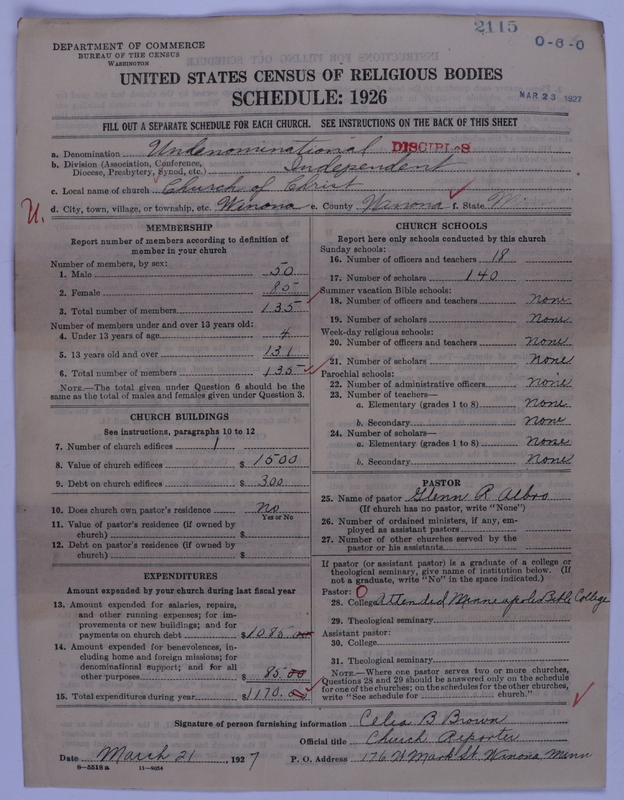 2115
0-6-0
DEPARTMENT OF COMMERCE
BUREAU OF THE CENSUS
WASHINGTON
UNITED STATES CENSUS OF RELIGIOUS BODIES
SCHEDULE: 1926
MAR 23 1927
FILL OUT A SEPARATE SCHEDULE FOR EACH CHURCH. SEE INSTRUCTIONS ON THE BACK OF THIS SHEET
a. Denomination Undenominational DISCIPLES
b. Division (Association, Conference, Diocese, Presbytery, Synod, etc.) Independent
c. Local name of church Church of Christ
U. d. City, town, village, or township, etc. Winona e. County Winona f. State
MEMBERSHIP
Report number of members according to definition of
member in your church
Number of members, by sex:
1. Male 50
2. Female 85
3. Total number of members 135
Number of members under and over 13 years old:
4. Under 13 years of age 4
5. 13 years old and over 131
6. Total number of members 135
NOTE.—The total given under Question 6 should be the
same as the total of males and females given under Question 3.
CHURCH BUILDINGS
See instructions, paragraphs 10 to 12
7. Number of church edifices 1
8. Value of church edifices $ 1500
9. Debt on church edifices $ 300
10. Does church own pastor's residence? No
Yes or No
11. Value of pastor's residence (if owned by
church) $
12. Debt on pastor's residence (if owned by
church) $
EXPENDITURES
Amount expended by your church during last fiscal year
13. Amount expended for salaries, repairs,
and other running expenses; for im-
provements or new buildings; and for
payments on church debt $1085.00
14. Amount expended for benevolences, in-
cluding home and foreign missions; for
denominational support; and for all
other purposes 85.00
15. Total expenditures during year $1170.00
CHURCH SCHOOLS
Report here only schools conducted by this church
Sunday schools:
16. Number of officers and teachers 18
17. Number of scholars 140
Summer vacation Bible schools:
18. Number of officers and teachers none
19. Number of scholars none
Week-day religious schools:
20. Number of officers and teachers none
21. Number of scholars none
Parochial schools:
22. Number of administrative officers none
23. Number of teachers—
a. Elementary (grades 1 to 8) none
b. Secondary none
24. Number of scholars—
a. Elementary (grades 1 to 8) none
b. Secondary none
PASTOR
25. Name of pastor Glenn R Albro
(If church has no pastor, write "None")
26. Number of ordained ministers, if any, em-
ployed as assistant pastors
27. Number of other churches served by the
pastor or his assistants
If pastor (or assistant pastor) is a graduate of a college or
theological seminary, give name of institution below. (If
not a graduate, write "No" in the space indicated.)
Pastor: 0
28. College Attended Minneapolis Bible College
29. Theological seminary
Assistant pastor:
30. College
31. Theological seminary
NOTE.—Where one pastor serves two or more churches,
Questions 28 and 29 should be answered only on the schedule
for one of the churches; on the schedules for the other churches,
write "See schedule for church."
Signature of person furnishing information Celea B Brown
Official title Church Reporter
Date March 21, 1927 P. O. Address 176 W Mark St. Winona Minn
8—5518a 11—8054